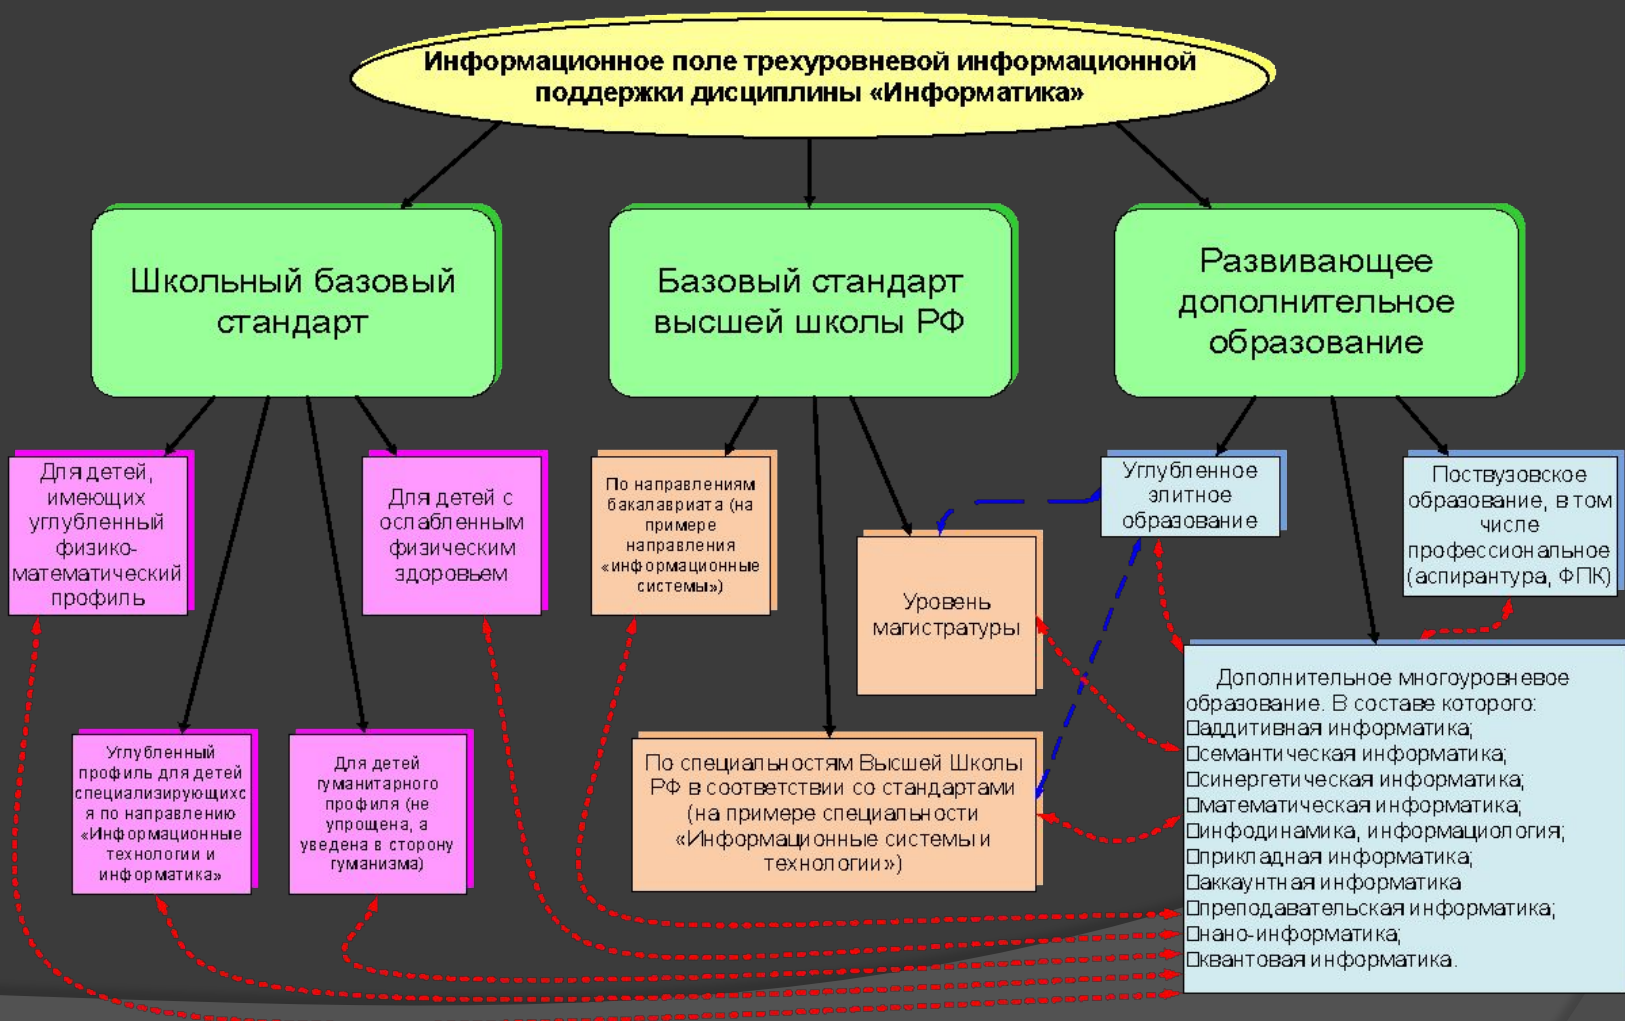 Информационное поле трехуровневой информационной
поддержки дисциплины «Информатика»
Школьный базовый
стандарт
Базовый стандарт
высшей школы РФ
Развивающее
дополнительное
образование
Для детей,
имеющих
углубленный
физико-
математический
профиль
Для детей с
ослабленным
физическим
здоровьем
По направлениям
бакалавриата (на
примере
направления
«информационные
системы»)
Уровень
магистратуры
Углубленное
элитное
образование
Поствузовское
образование, в том
числе
профессиональное
(аспирантура, ФПК)
Углубленный
профиль для детей
специализирующихс
я по направлению
«Информационные
технологии и
информатика»
Для детей
гуманитарного
профиля (не
упрощена, а
уведена в сторону
гуманизма)
По специальностям Высшей Школы
РФ в соответствии со стандартами
(на примере специальности
«Информационные системы и
технологии»)
Дополнительное многоуровневое
образование. В составе которого:
□аддитивная информатика;
□семантическая информатика;
□синергетическая информатика;
□математическая информатика;
□инфодинамика, информациология;
□прикладная информатика;
□аккаунтная информатика
□преподавательская информатика;
□нано-информатика;
□квантовая информатика.